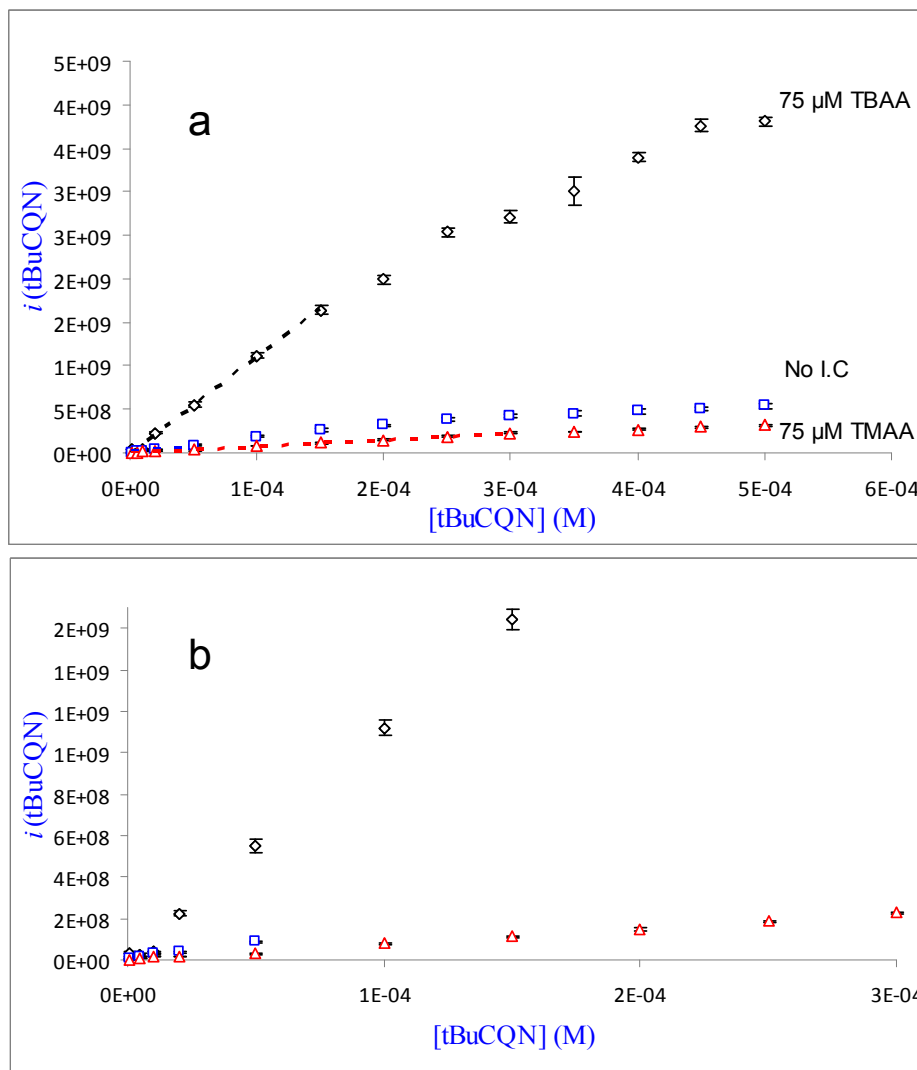 a
5E+09
4E+09
4E+09
3E+09
3E+09
2E+09
2E+09
1E+09
5E+08
0E+00
i (tBuCQN)
75 µM TBAA
No I.C
75 µM TMAA
0E+00 1E-04 2E-04 3E-04 4E-04 5E-04 6E-04
[tBuCQN] (M)
b
2E+09
1E+09
1E+09
1E+09
8E+08
6E+08
4E+08
2E+08
0E+00
i (tBuCQN)
0E+00 1E-04 2E-04 3E-04
[tBuCQN] (M)